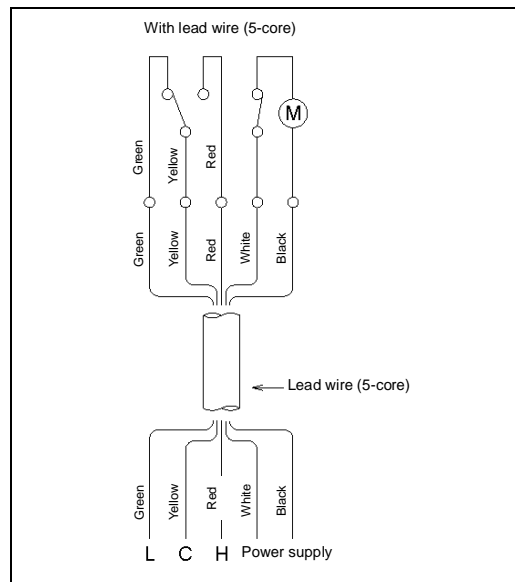 With lead wire (5-core)
M
Green
Yellow
Red
Green
Yellow
Red
White
Black
Lead wire (5-core)
Green
Yellow
Red
White
Black
L C H Power supply